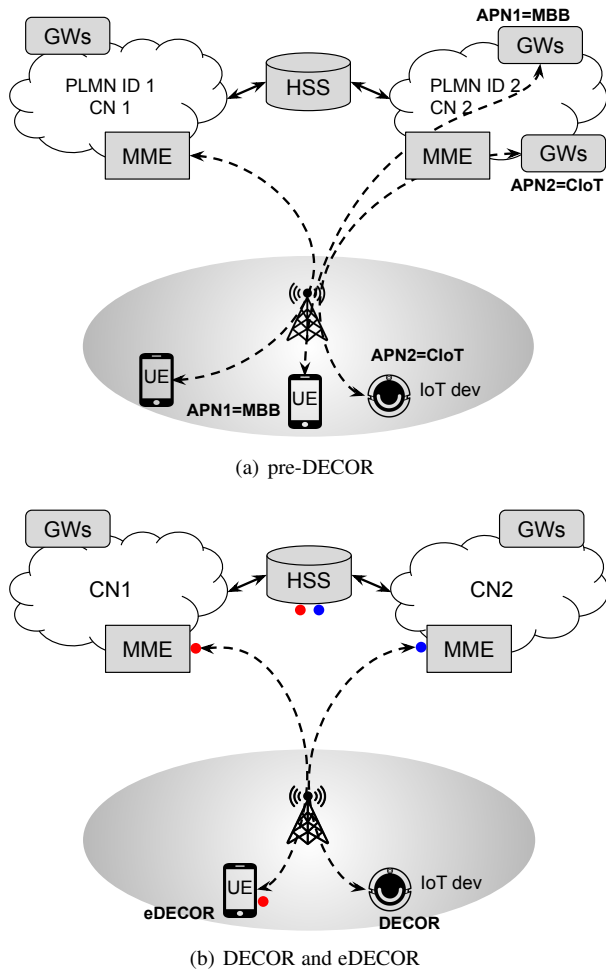 APN1=MBB
GWs
GWs
PLMN ID 1
CN 1
HSS
PLMN ID 2
CN 2
MME
MME
GWs
APN2=CIoT
APN2=CIoT
UE
UE
IoT dev
APN1=MBB
(a) pre-DECOR
GWs
GWs
CN1
HSS
CN2
MME
MME
UE
IoT dev
eDECOR
DECOR
(b) DECOR and eDECOR